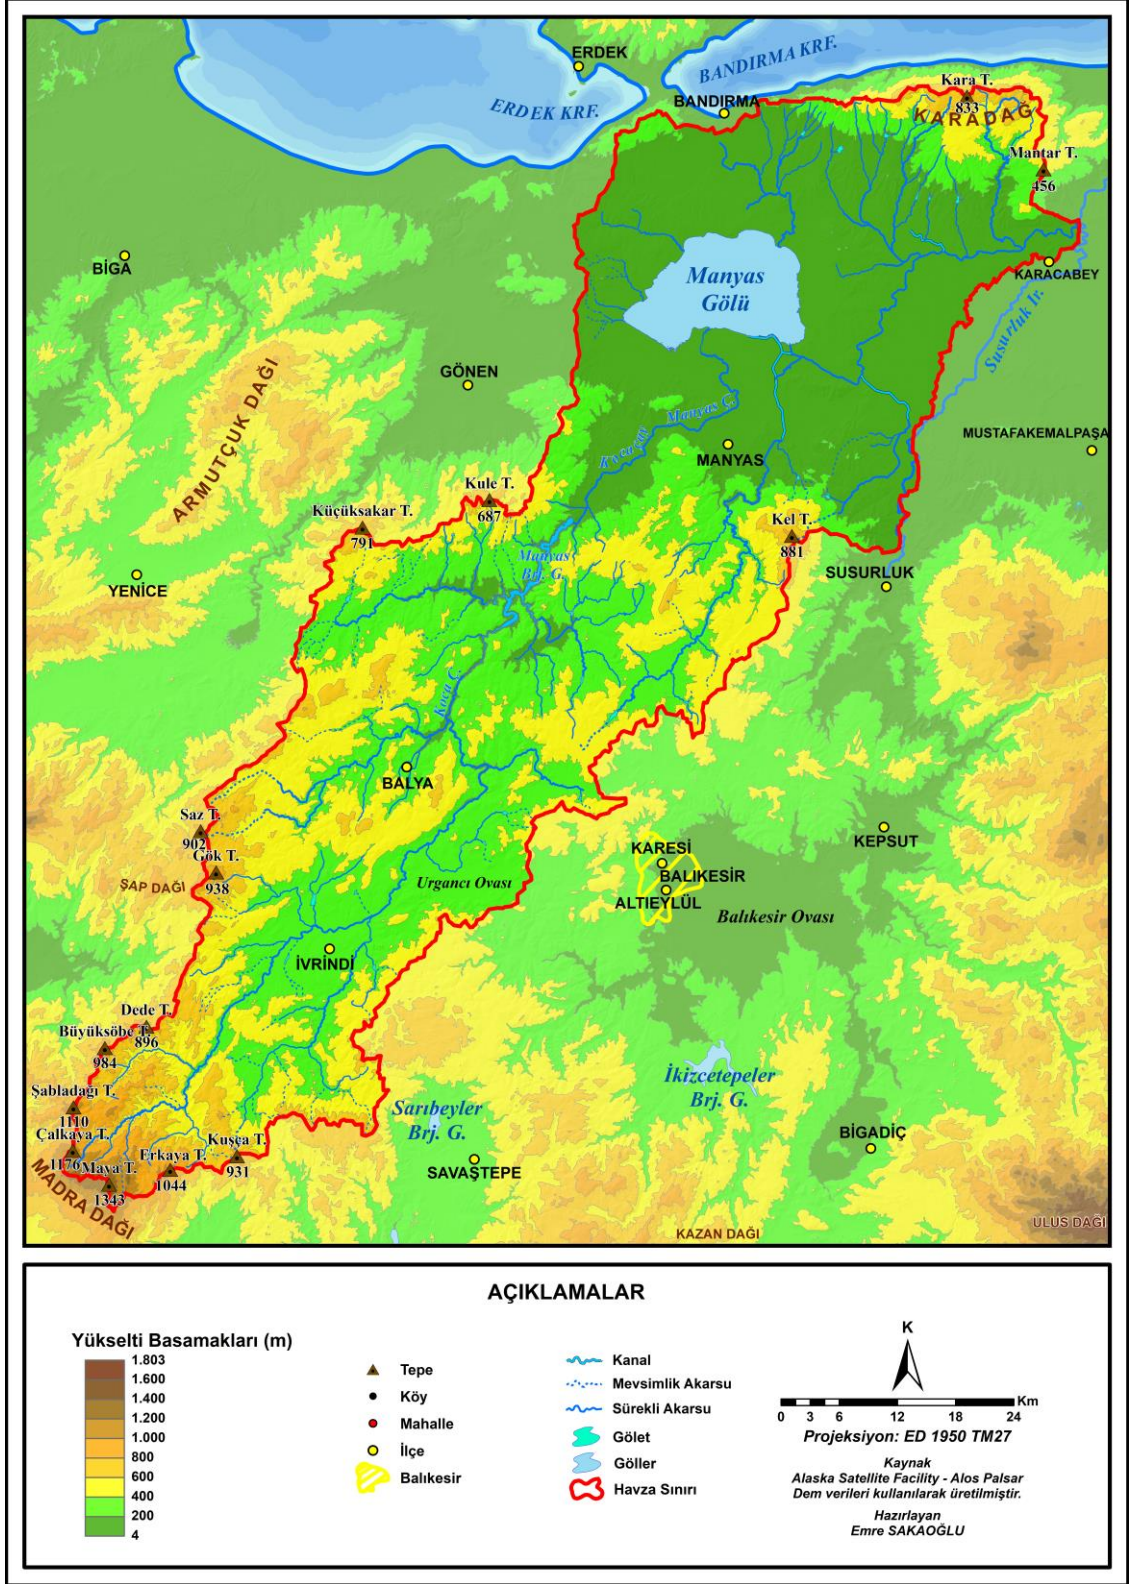 ERDEK
BANDIRMA KRF.
Kara T.
833
KARADAĞ
BANDIRMA
ERDEK KRF.
Mantar T.
456
BİGA
Manyas
Gölü
KARACABEY
Susurluk Ir.
GÖNEN
ARMUTÇUK DAĞI
Manyas Ç.
Kocaçay
MANYAS
MUSTAFAKEMALPAŞA
Kule T.
687
Küçüksakar T.
791
Kel T.
881
Manyas
Brj. G.
SUSURLUK
YENİCE
Koca Ç.
BALYA
Saz T.
902
Gök T.
938
ŞAP DAĞI
Urgancı Ovası
KARESİ
BALIKESİR
ALTIEYLÜL
KEPSUT
Balıkesir Ovası
İVRİNDİ
Dede T.
896
Büyüksöbe T.
984
Şabladağı T.
1110
Çalkaya T.
1176
Maya T.
1343
Erkaya T.
1044
Kuşça T.
931
MADRA DAĞI
Sarıbeyler
Brj. G.
İkizcetepeler
Brj. G.
SAVAŞTEPE
BİGADİÇ
KAZAN DAĞI
ULUS DAĞI
AÇIKLAMALAR
Yükselti Basamakları (m)
1.803
1.600
1.400
1.200
1.000
800
600
400
200
4
Tepe
Köy
Mahalle
İlçe
Balıkesir
Kanal
Mevsimlik Akarsu
Sürekli Akarsu
Gölet
Göller
Havza Sınırı
K
Km
0 3 6 12 18 24
Projeksiyon: ED 1950 TM27
Kaynak
Alaska Satellite Facility - Alos Palsar
Dem verileri kullanılarak üretilmiştir.
Hazırlayan
Emre SAKAOĞLU